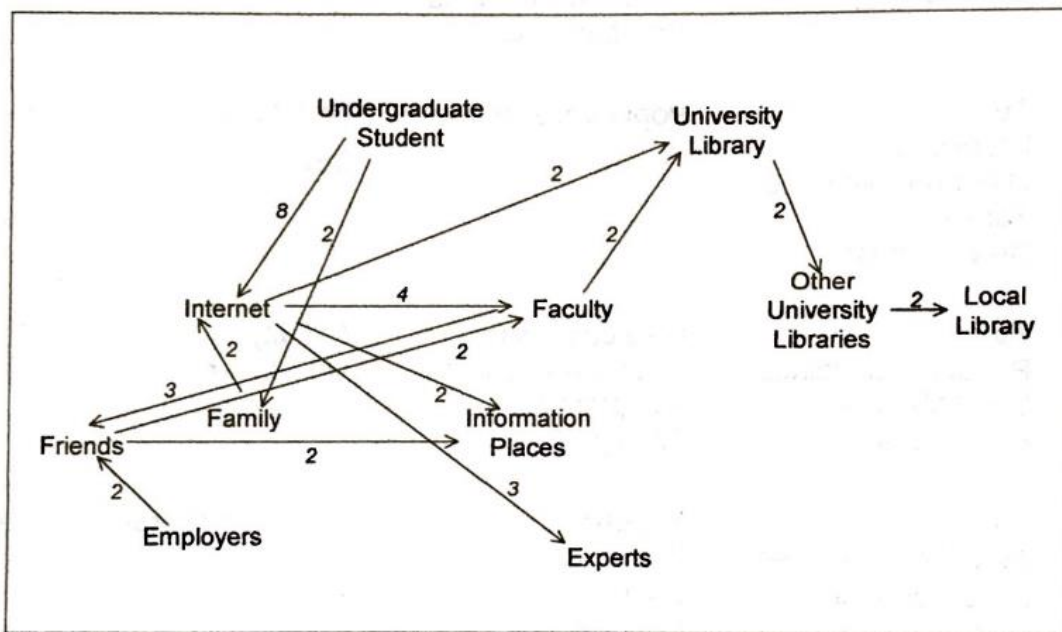 Undergraduate
Student
University
Library
8
2
2
2
2
Internet
4
Faculty
Other
University
Libraries
2
Local
Library
2
2
3
Family
2
Information
Places
Friends
2
2
3
Employers
Experts